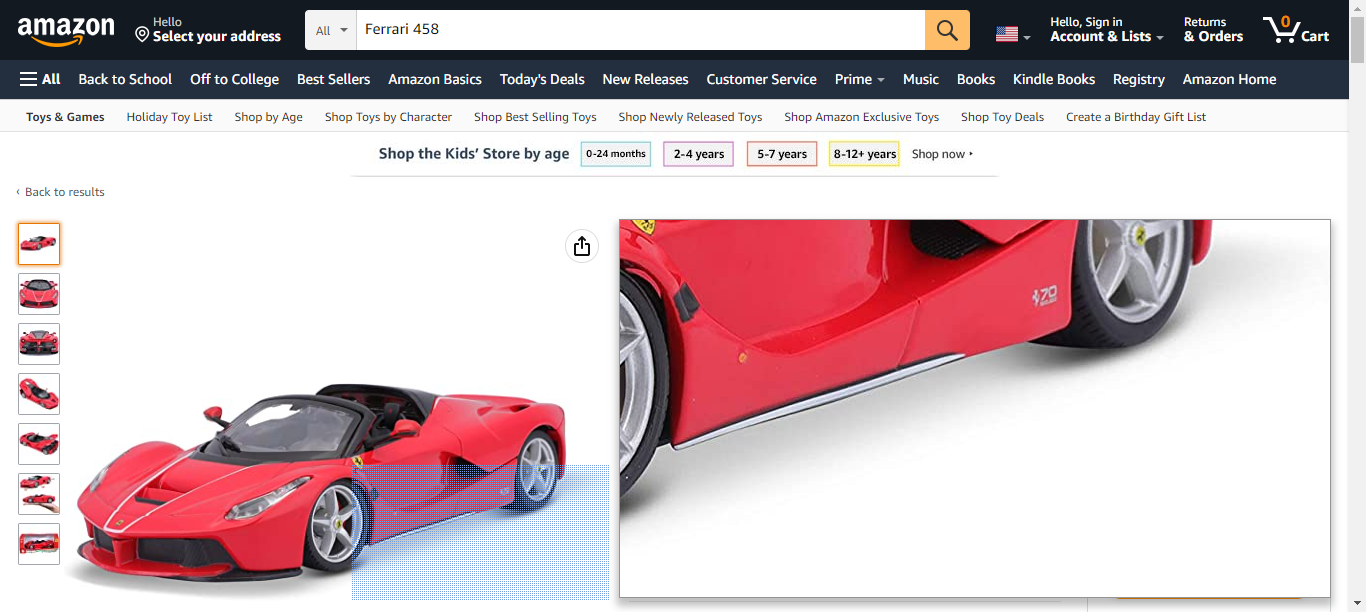 amazon
Hello
Select your address
All
Ferrari 458
Hello, Sign in
Account & Lists
Returns
& Orders
0
Cart
All Back to School Off to College Best Sellers Amazon Basics Today's Deals New Releases Customer Service Prime Music Books Kindle Books Registry Amazon Home
Toys & Games Holiday Toy List Shop by Age Shop Toys by Character Shop Best Selling Toys Shop Newly Released Toys Shop Amazon Exclusive Toys Shop Toy Deals Create a Birthday Gift List
Shop the Kids’ Store by age 0-24 months 2-4 years 5-7 years 8-12+ years Shop now ▸
‹ Back to results
70